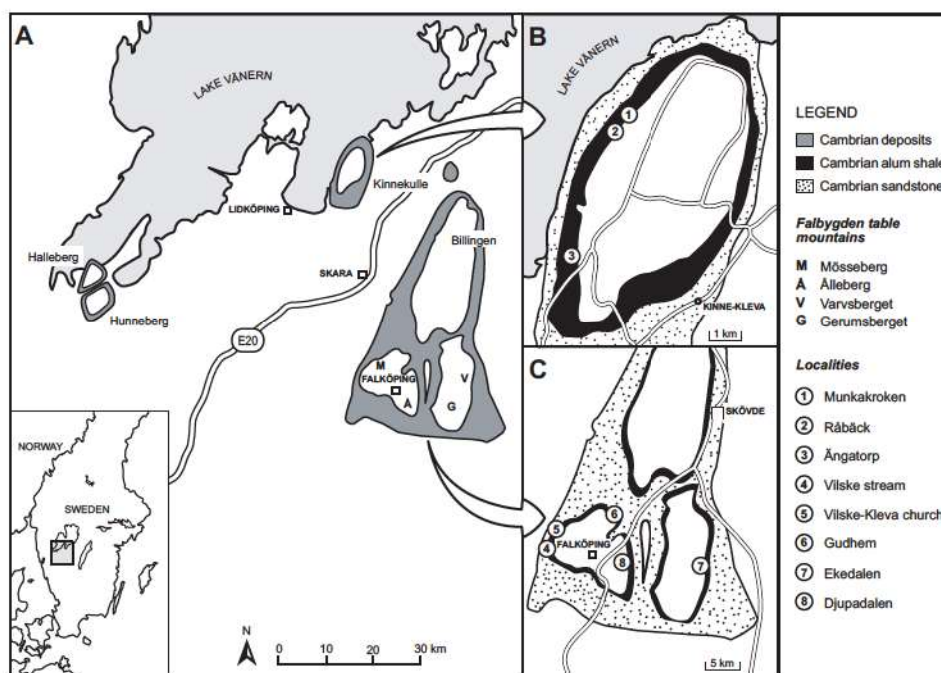 A
LAKE VÄNERN
Kinnekulle
LIDKÖPING
Billingen
Halleberg
SKARA
Hunneberg
E20
M
FALKÖPING
Å
V
G
NORWAY
SWEDEN
N
0 10 20 30 km
B
LAKE VÄNERN
1
2
3
KINNE-KLEVA
1 km
C
SKÖVDE
6
5
FALKÖPING
4
8
7
5 km
LEGEND
Cambrian deposits
Cambrian alum shale
Cambrian sandstone
Falbygden table
mountains
M Mösseberg
Å Ålleberg
V Varvsberget
G Gerumsberget
Localities
1 Munkakroken
2 Råbäck
3 Ängatorp
4 Vilske stream
5 Vilske-Kleva church
6 Gudhem
7 Ekedalen
8 Djupadalen